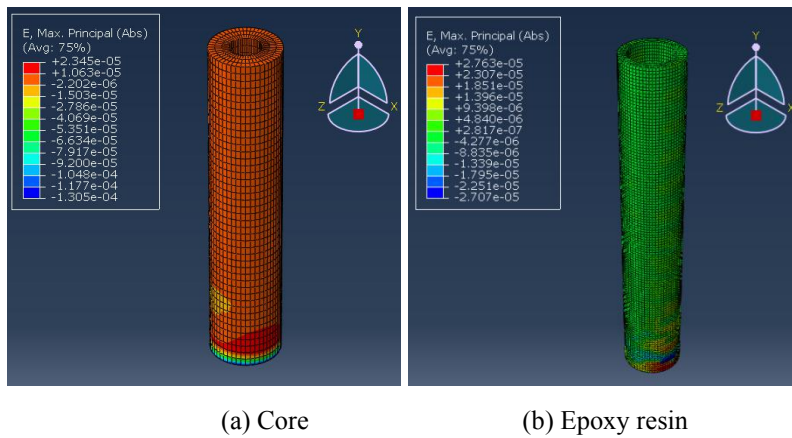 E, Max. Principal (Abs)
(Avg: 75%)
+2.345e-05
+1.063e-05
-2.202e-06
-1.503e-05
-2.786e-05
-4.069e-05
-5.351e-05
-6.634e-05
-7.917e-05
-9.200e-05
-1.048e-04
-1.177e-04
-1.305e-04
Y
Z
X
E, Max. Principal (Abs)
(Avg: 75%)
+2.763e-05
+2.307e-05
+1.851e-05
+1.396e-05
+9.398e-06
+4.840e-06
+2.817e-07
-4.277e-06
-8.835e-06
-1.339e-05
-1.795e-05
-2.251e-05
-2.707e-05
Y
Z
X
(a) Core
(b) Epoxy resin